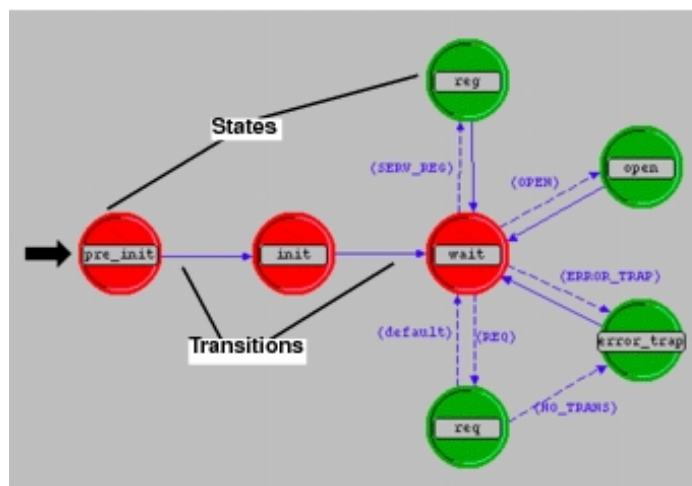 reg
States
(SERV_REG)
(OPEN)
open
pre_init
init
wait
(ERROR_TRAP)
(default)
(REQ)
error_trap
Transitions
(NO_TRANS)
req